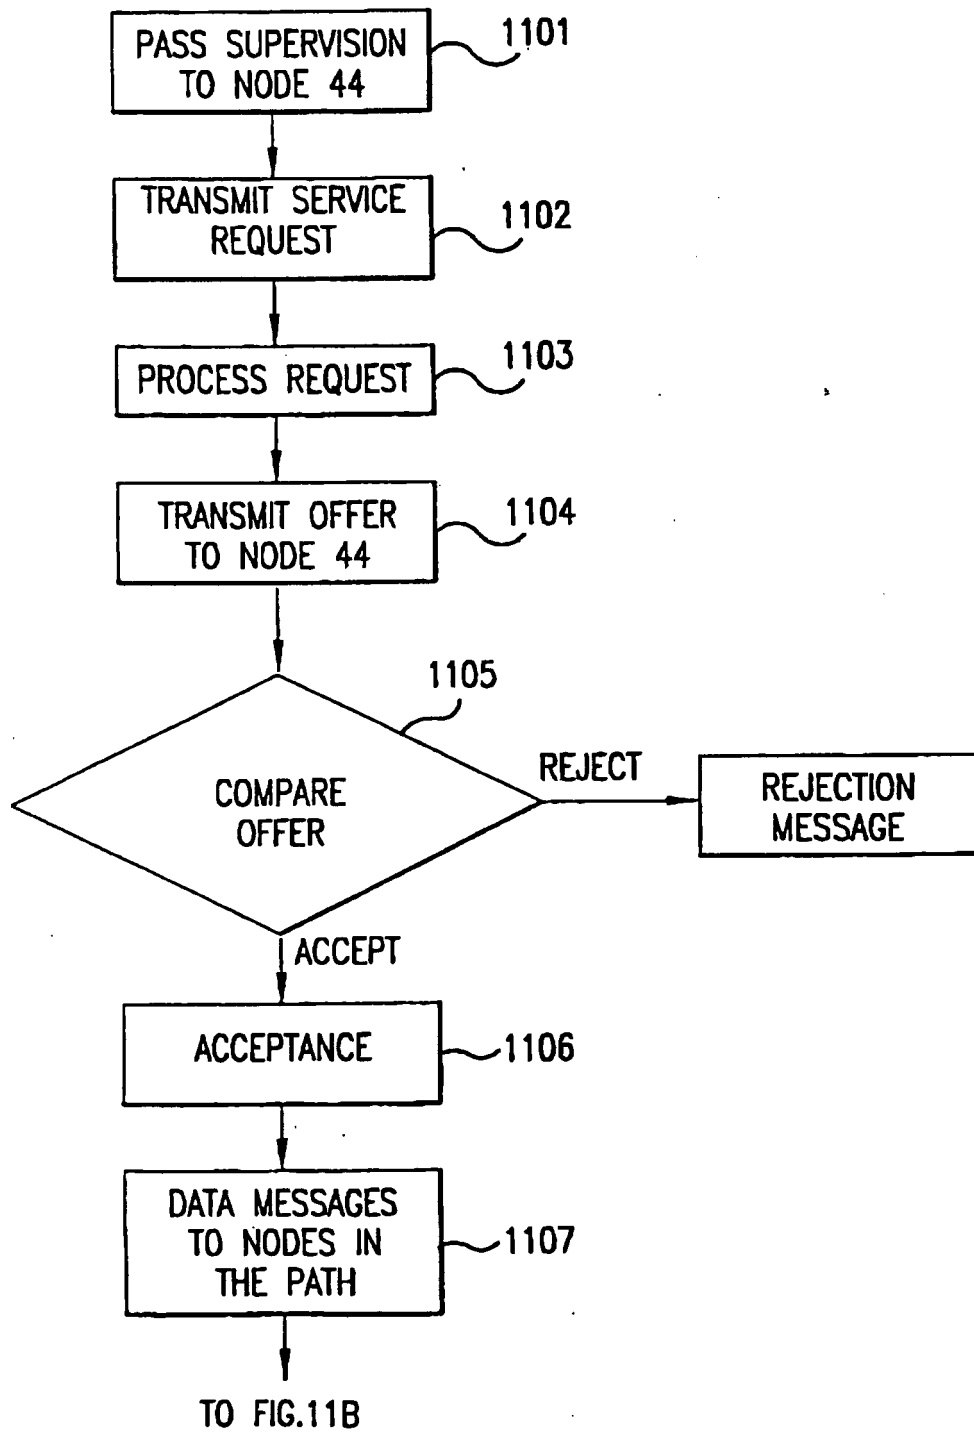 PASS SUPERVISION
TO NODE 44
1101
TRANSMIT SERVICE
REQUEST
1102
PROCESS REQUEST
1103
TRANSMIT OFFER
TO NODE 44
1104
1105
COMPARE
OFFER
REJECT
REJECTION
MESSAGE
ACCEPT
ACCEPTANCE
1106
DATA MESSAGES
TO NODES IN
THE PATH
1107
TO FIG.11B